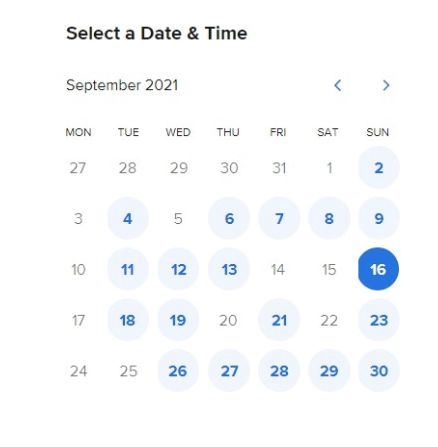 Select a Date & Time
September 2021
MON TUE WED THU FRI SAT SUN
27 28 29 30 31 1 2
3 4 5 6 7 8 9
10 11 12 13 14 15 16
17 18 19 20 21 22 23
24 25 26 27 28 29 30